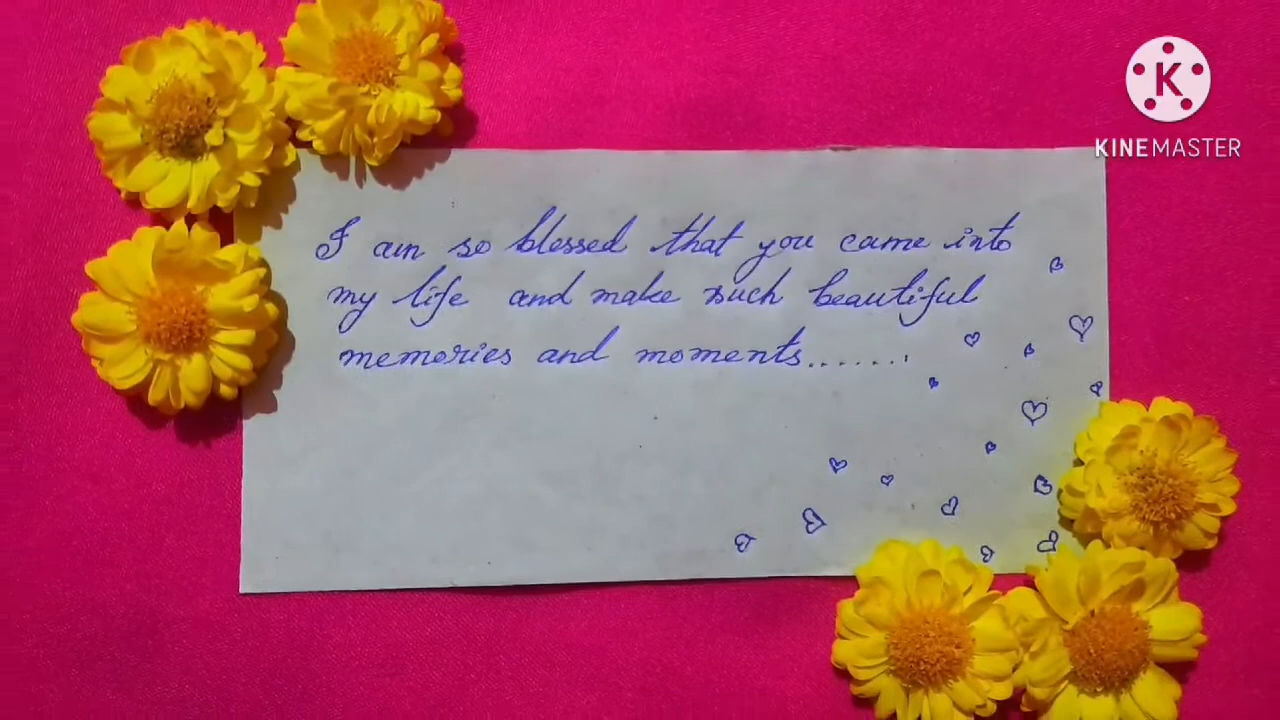 K
KINEMASTER
I am so blessed that you came into
my life and make such beautiful
memories and moments.......